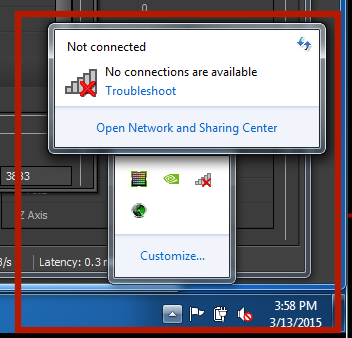 0
Not connected
No connections are available
Troubleshoot
Open Network and Sharing Center
3833
Z Axis
Customize...
/s
Latency: 0.3 m
3:58 PM
3/13/2015